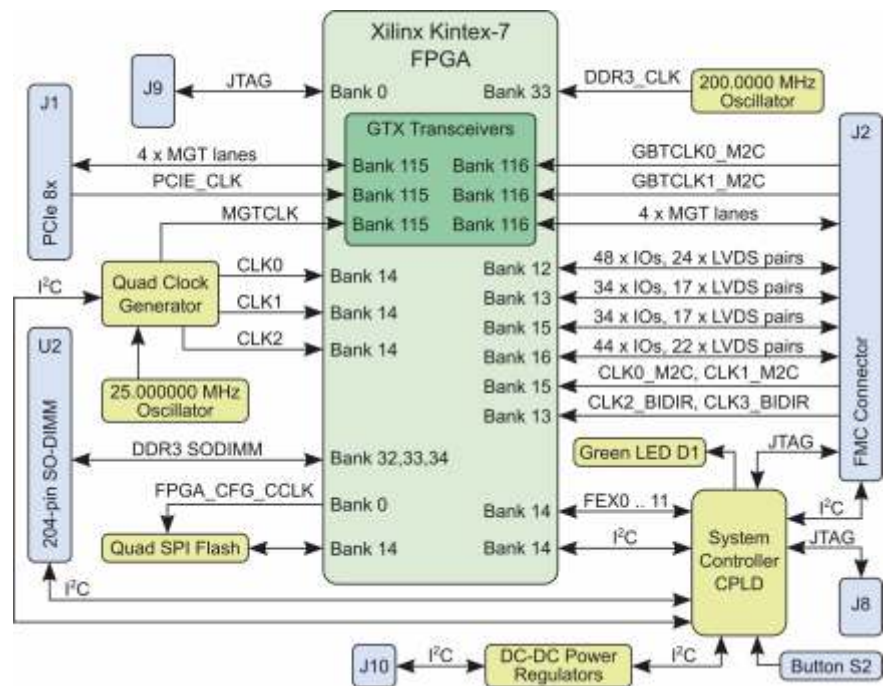 Xilinx Kintex-7
FPGA
J1
PCIe 8x
J9
JTAG
Bank 0
Bank 33
DDR3_CLK
200.0000 MHz
Oscillator
J2
FMC Connector
GTX Transceivers
4 x MGT lanes
Bank 115
Bank 116
GBTCLK0_M2C
PCIE_CLK
Bank 115
Bank 116
GBTCLK1_M2C
MGTCLK
Bank 115
Bank 116
4 x MGT lanes
I²C
Quad Clock
Generator
CLK0
Bank 14
CLK1
Bank 14
CLK2
Bank 14
Bank 12
48 x IOs, 24 x LVDS pairs
Bank 13
34 x IOs, 17 x LVDS pairs
Bank 15
34 x IOs, 17 x LVDS pairs
Bank 16
44 x IOs, 22 x LVDS pairs
Bank 15
CLK0_M2C, CLK1_M2C
Bank 13
CLK2_BIDIR, CLK3_BIDIR
U2
204-pin SO-DIMM
25.000000 MHz
Oscillator
DDR3 SODIMM
Bank 32,33,34
Green LED D1
JTAG
FPGA_CFG_CCLK
Bank 0
Quad SPI Flash
Bank 14
Bank 14
FEX0 .. 11
Bank 14
I²C
System
Controller
CPLD
I²C
JTAG
J8
I²C
J10
I²C
DC-DC Power
Regulators
I²C
Button S2